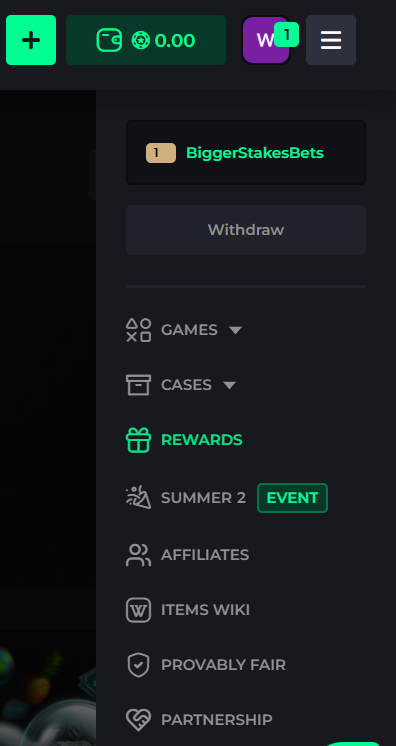 0.00
W
1
1 BiggerStakesBets
Withdraw
GAMES
CASES
REWARDS
SUMMER 2 EVENT
AFFILIATES
W ITEMS WIKI
PROVABLY FAIR
PARTNERSHIP